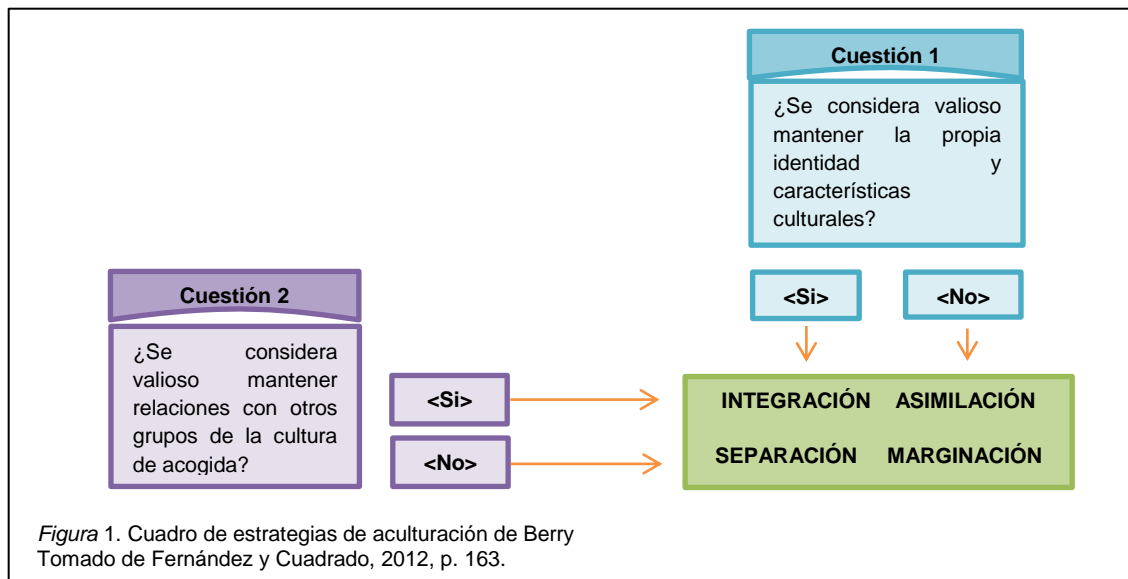 Cuestión 1
¿Se considera valioso
mantener la propia
identidad y
características
culturales?
<Si> <No>
Cuestión 2
¿Se considera
valioso mantener
relaciones con otros
grupos de la cultura
de acogida?
<Si>
<No>
INTEGRACIÓN ASIMILACIÓN
SEPARACIÓN MARGINACIÓN
Figura 1. Cuadro de estrategias de aculturación de Berry
Tomado de Fernández y Cuadrado, 2012, p. 163.